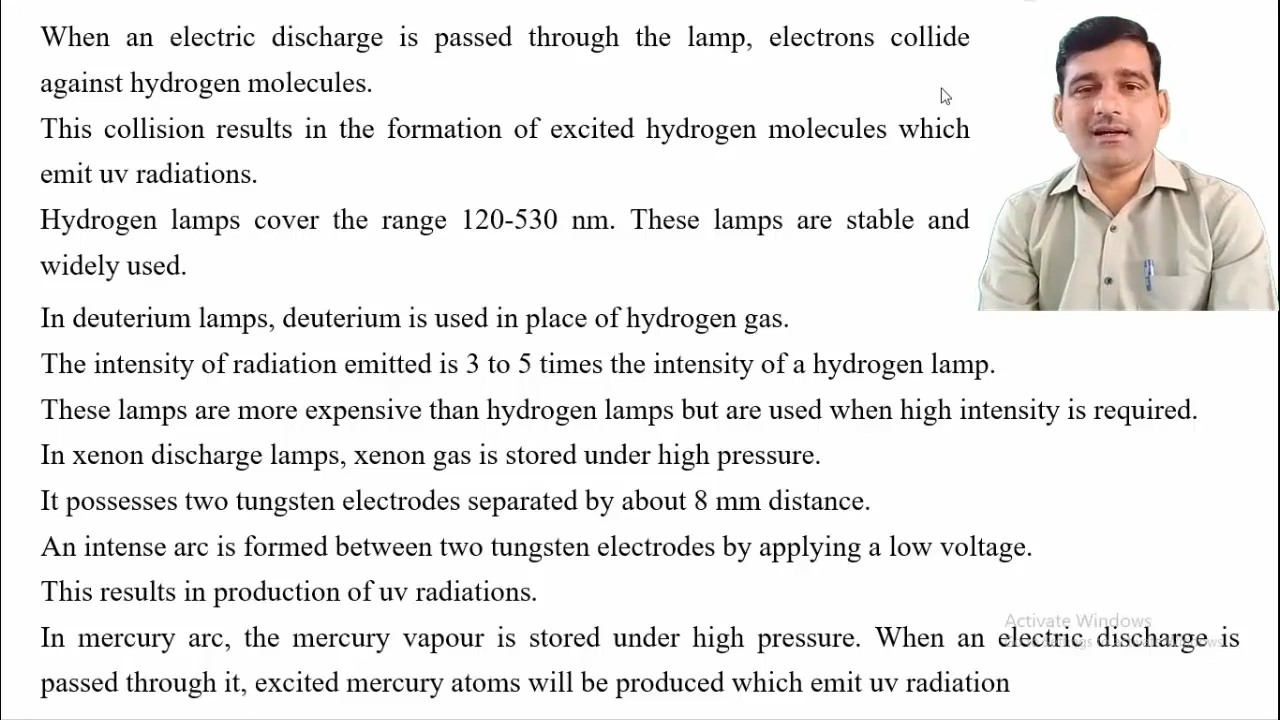 When an electric discharge is passed through the lamp, electrons collide
against hydrogen molecules.
This collision results in the formation of excited hydrogen molecules which
emit uv radiations.
Hydrogen lamps cover the range 120-530 nm. These lamps are stable and
widely used.
In deuterium lamps, deuterium is used in place of hydrogen gas.
The intensity of radiation emitted is 3 to 5 times the intensity of a hydrogen lamp.
These lamps are more expensive than hydrogen lamps but are used when high intensity is required.
In xenon discharge lamps, xenon gas is stored under high pressure.
It possesses two tungsten electrodes separated by about 8 mm distance.
An intense arc is formed between two tungsten electrodes by applying a low voltage.
This results in production of uv radiations.
Activate Windows
In mercury arc, the mercury vapour is stored under high pressure. When an electric discharge is
passed through it, excited mercury atoms will be produced which emit uv radiation